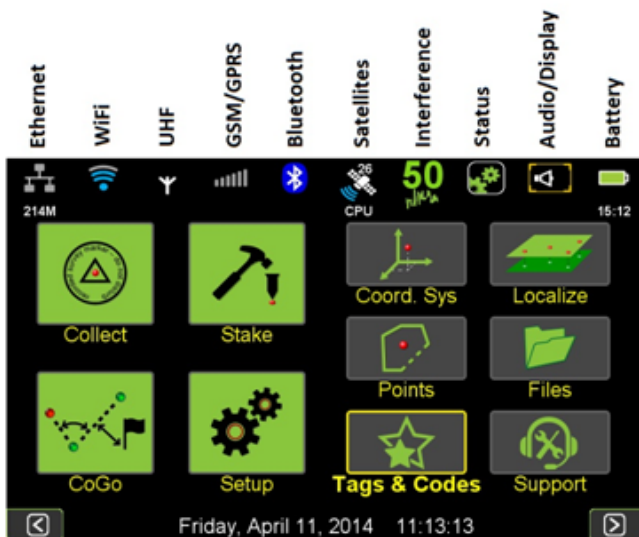 Ethernet
WiFi
UHF
GSM/GPRS
Bluetooth
Satellites
Interference
Status
Audio/Display
Battery
26
50
214M
CPU
15:12
Collect
Stake
Coord. Sys
Localize
Points
Files
CoGo
Setup
Tags & Codes
Support
Friday, April 11, 2014 11:13:13